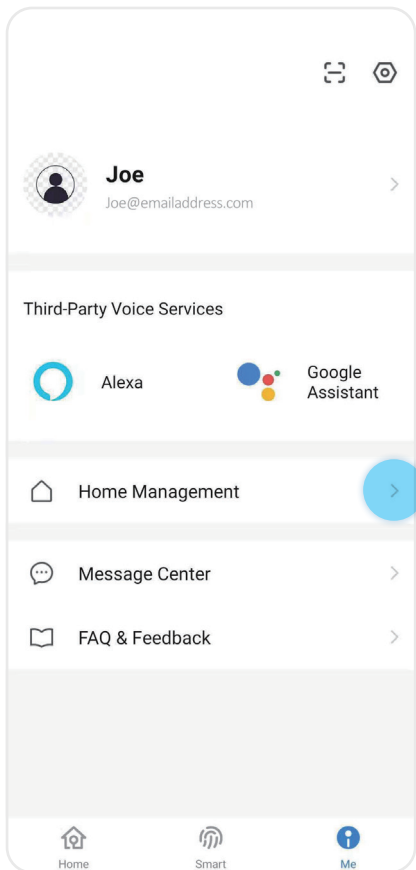 Joe
Joe@emailaddress.com
Third-Party Voice Services
Alexa
Google
Assistant
Home Management
Message Center
FAQ & Feedback
Home
Smart
Me